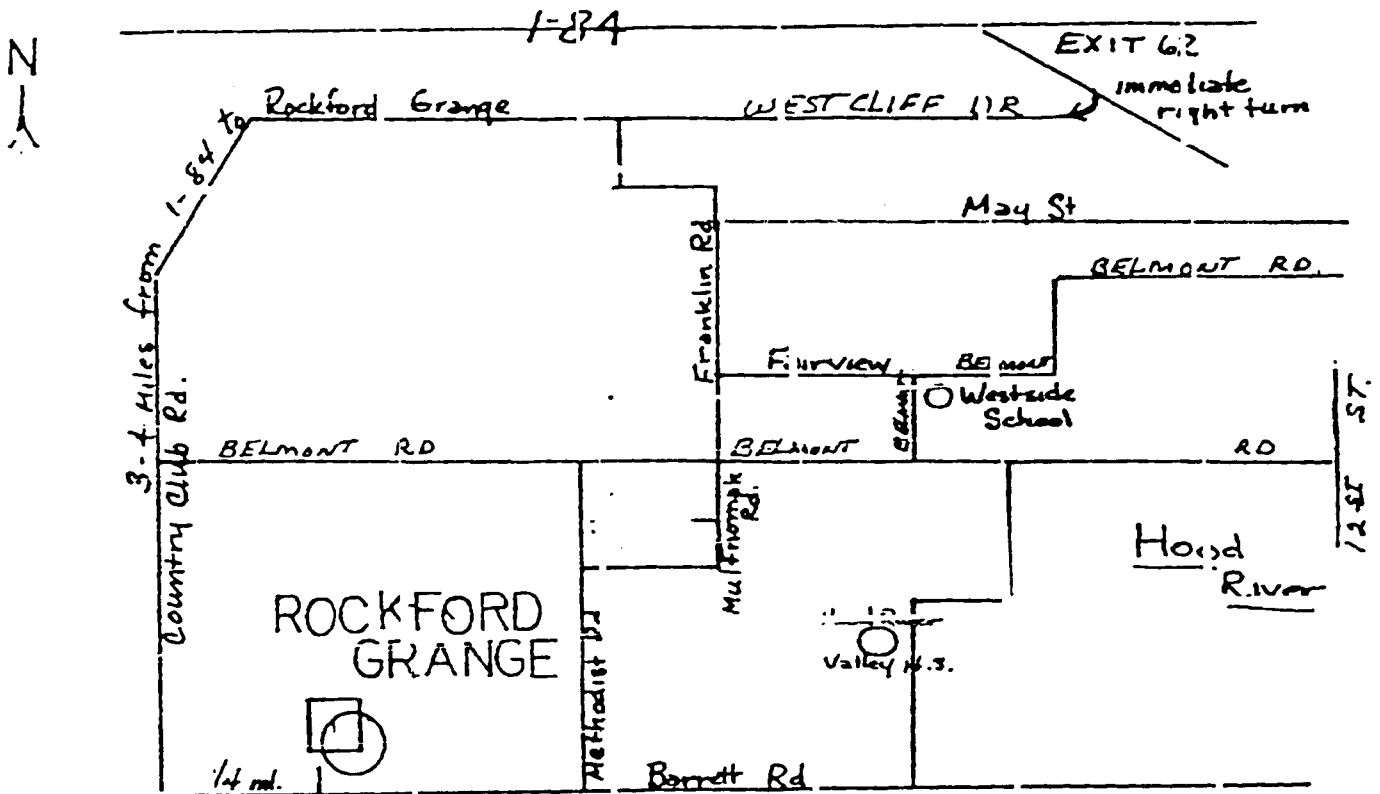 I-84
N
EXIT 62
immediate
right turn
Rockford Grange
WESTCLIFF DR
3-4 Miles from I-84 to
May St
Franklin Rd
BELMONT RD.
Fairview
BELMONT
Westside
School
BELMONT RD
BELMONT
RD
12 ST ST.
Country Club Rd.
Multnomah
Rd.
Hood
River
ROCKFORD
GRANGE
Methodist Rd
Valley H.S.
1/4 mi.
Barrett Rd